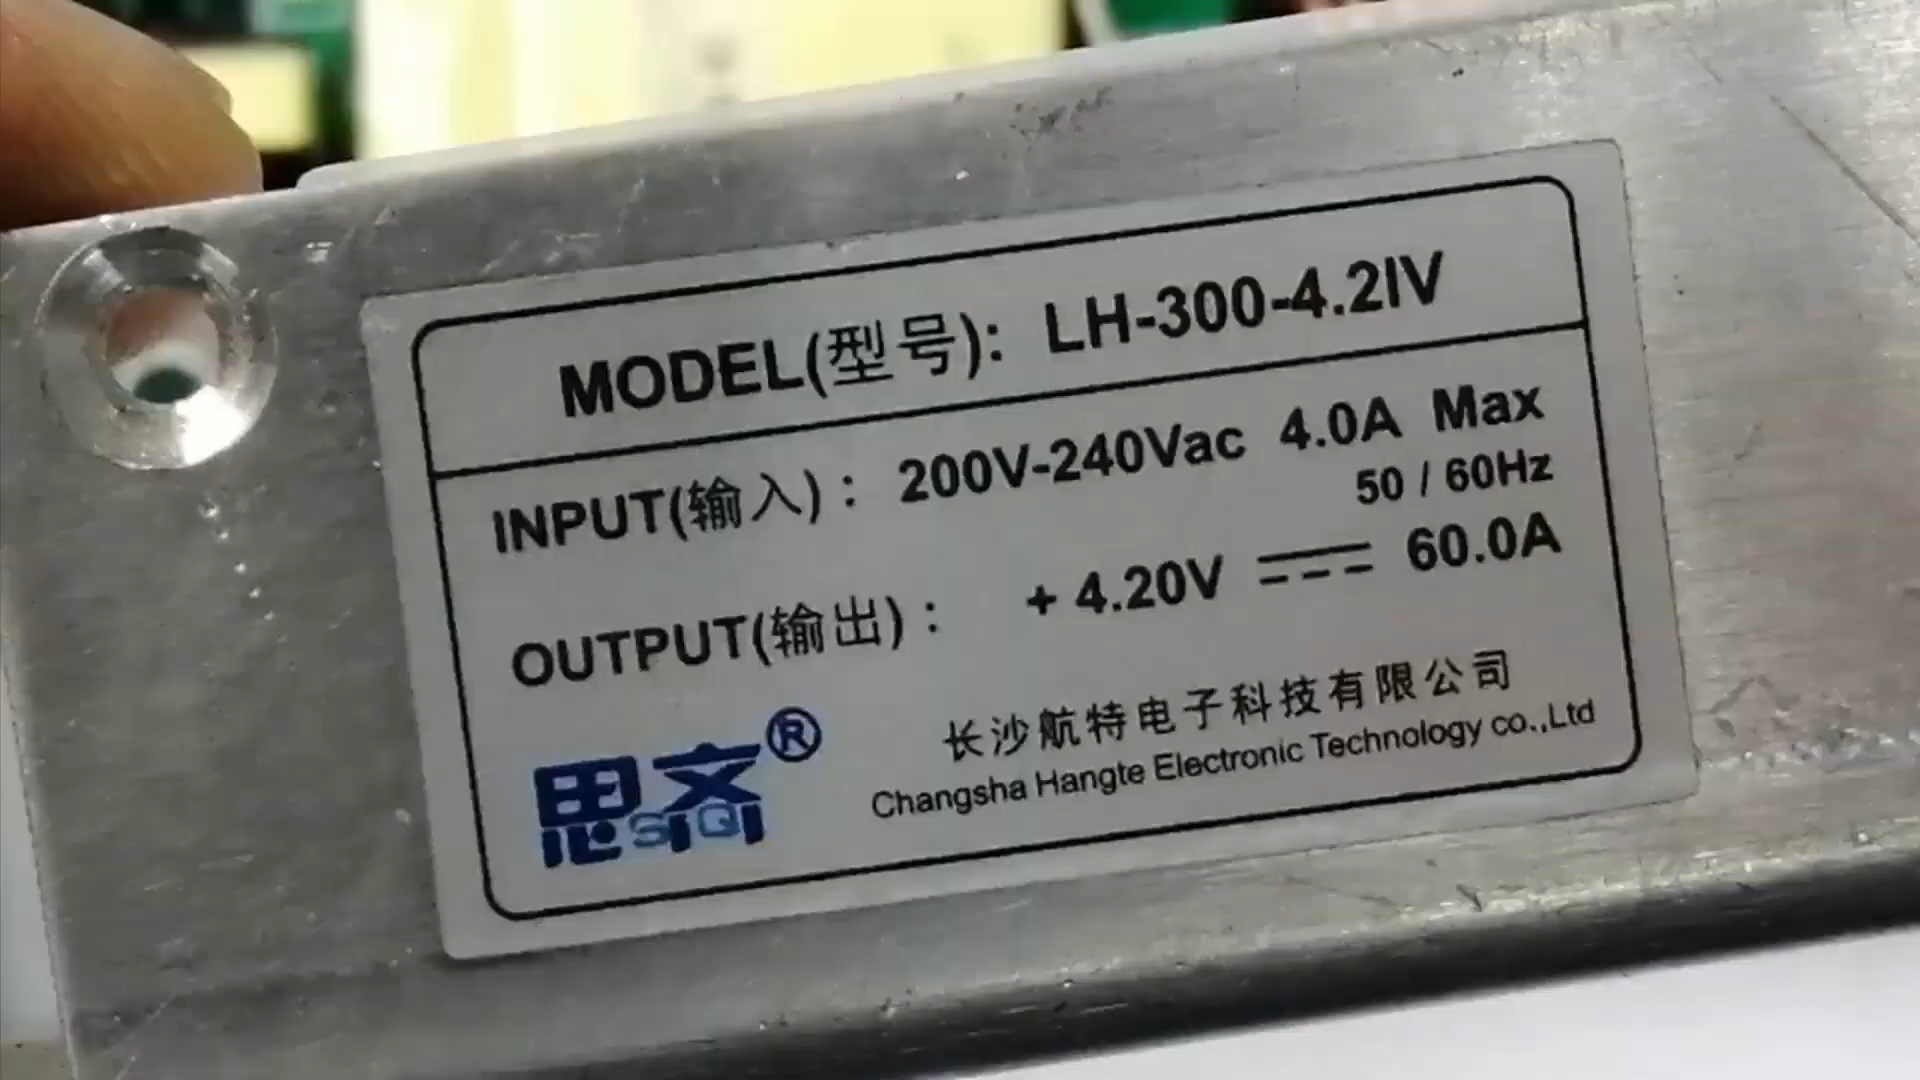 MODEL(型号): LH-300-4.2IV
INPUT(输入): 200V-240Vac 4.0A Max
50 / 60Hz
OUTPUT(输出): + 4.20V ⎓ 60.0A
思奇®
SIQI
长沙航特电子科技有限公司
Changsha Hangte Electronic Technology co.,Ltd